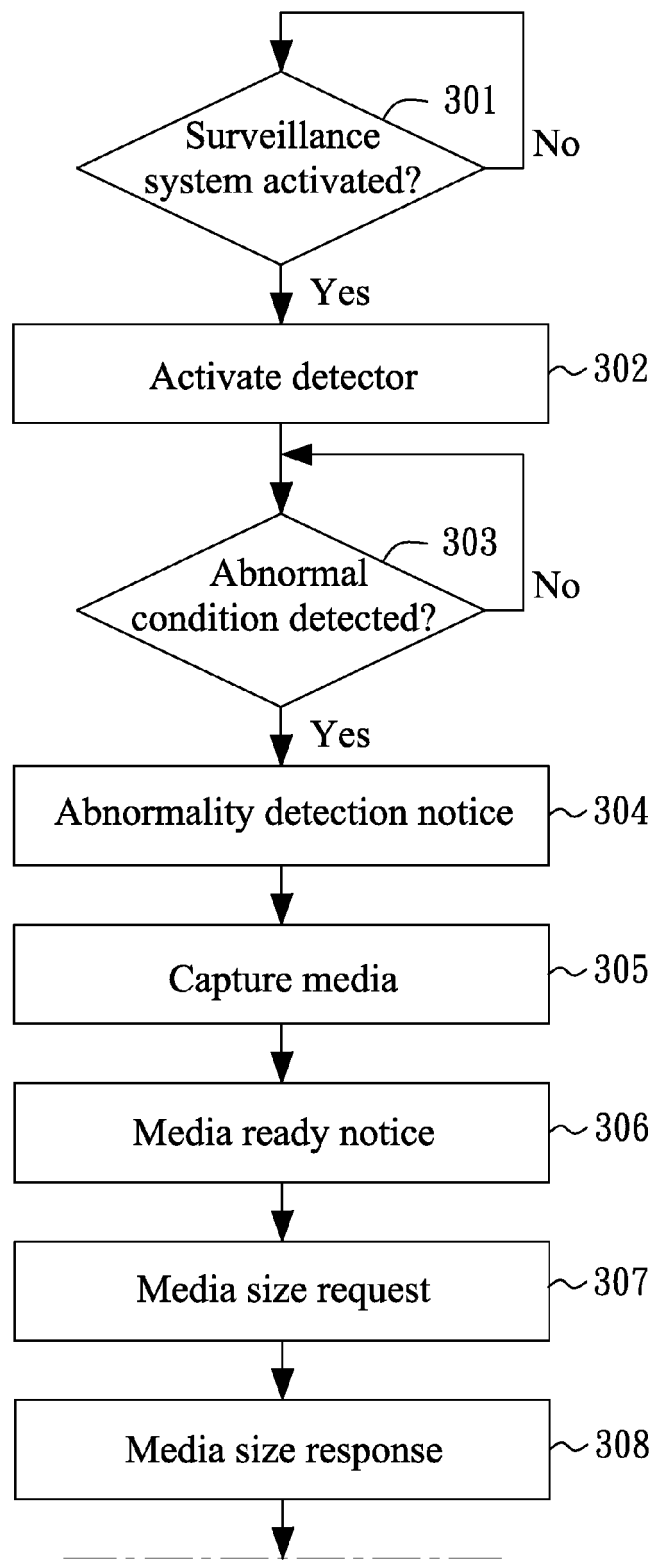 301
Surveillance
system activated?
No
Yes
Activate detector
302
303
Abnormal
condition detected?
No
Yes
Abnormality detection notice
304
Capture media
305
Media ready notice
306
Media size request
307
Media size response
308